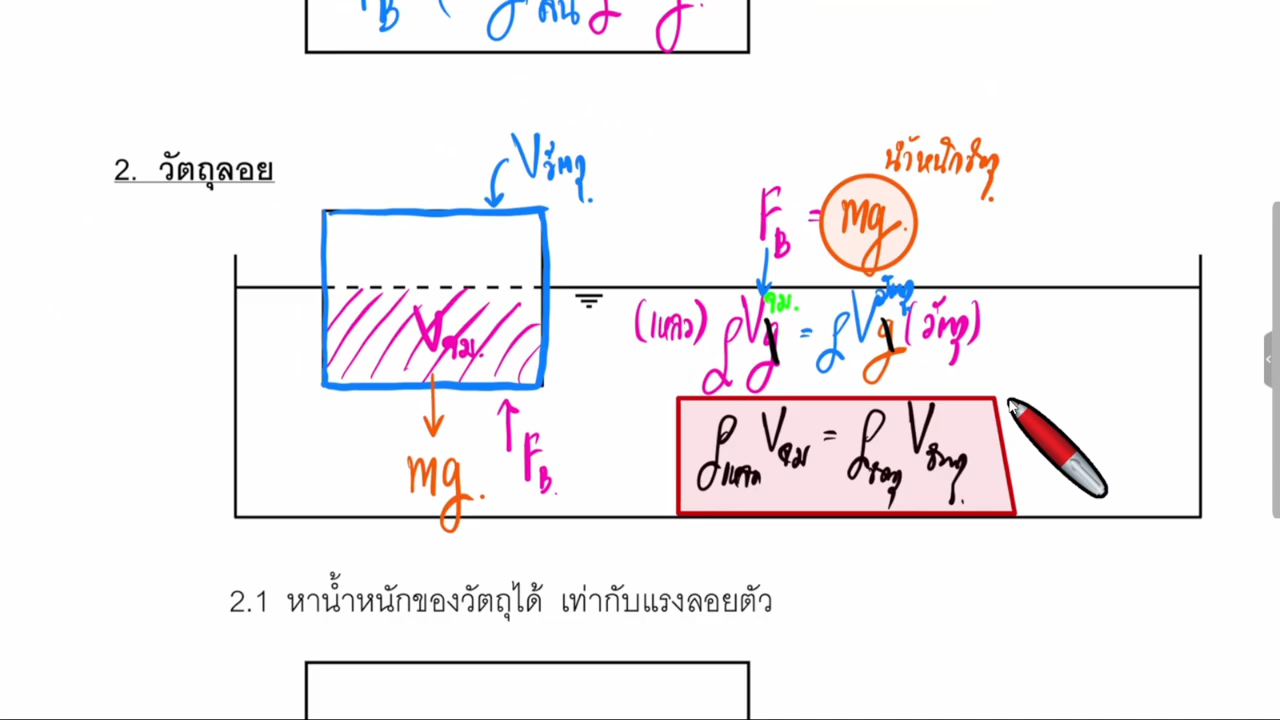 F_B
2. วัตถุลอย
Vวัตถุ.
น้ำหนักวัตถุ.
F_B = mg.
(เหลว) ρVจม.g = ρVวัตถุg (วัตถุ)
Vจม.
ρเหลว Vจม = ρวัตถุ Vวัตถุ.
mg.
F_B.
2.1 หาน้ำหนักของวัตถุได้ เท่ากับแรงลอยตัว